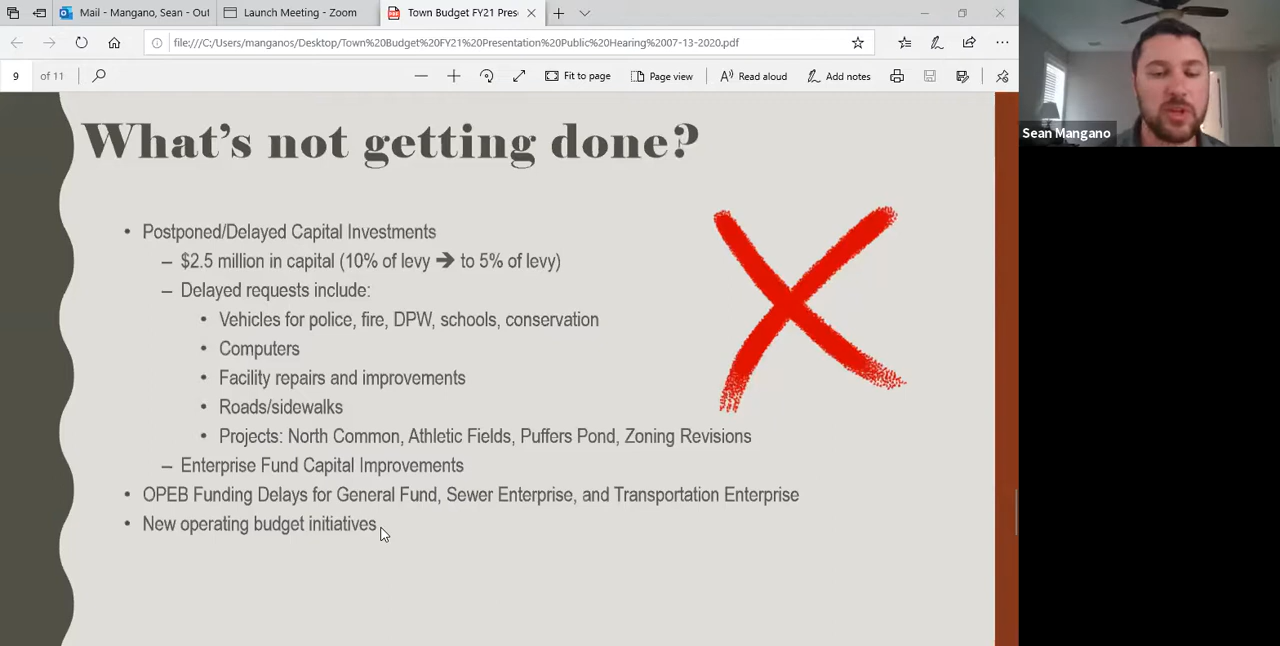 Mail - Mangano, Sean - Out
Launch Meeting - Zoom
Town Budget FY21 Pres
file:///C:/Users/manganos/Desktop/Town%20Budget%20FY21%20Presentation%20Public%20Hearing%2007-13-2020.pdf
9 of 11
Fit to page
Page view
Read aloud
Add notes
What's not getting done?
• Postponed/Delayed Capital Investments
– $2.5 million in capital (10% of levy ➔ to 5% of levy)
– Delayed requests include:
• Vehicles for police, fire, DPW, schools, conservation
• Computers
• Facility repairs and improvements
• Roads/sidewalks
• Projects: North Common, Athletic Fields, Puffers Pond, Zoning Revisions
– Enterprise Fund Capital Improvements
• OPEB Funding Delays for General Fund, Sewer Enterprise, and Transportation Enterprise
• New operating budget initiatives
Sean Mangano